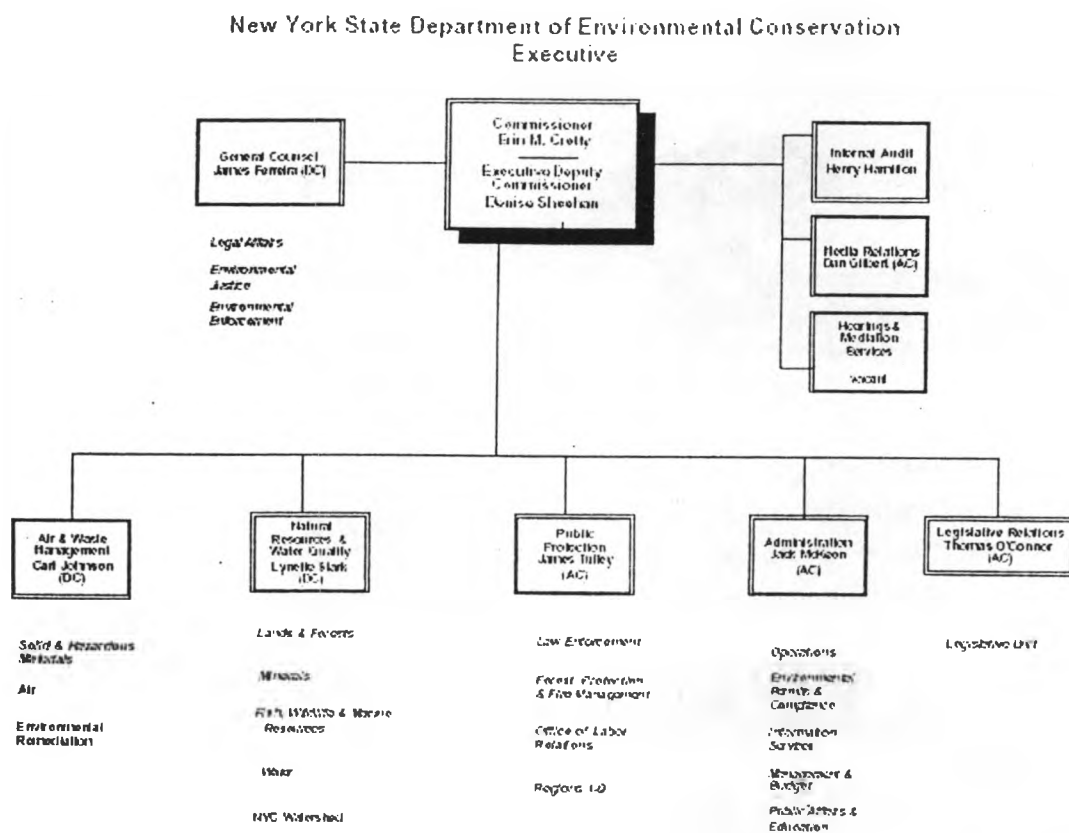 New York State Department of Environmental Conservation
Executive
Commissioner
Erin M. Crotty
Executive Deputy
Commissioner
Denise Sheehan
General Counsel
James Ferreira (DC)
Legal Affairs
Environmental
Justice
Environmental
Enforcement
Internal Audit
Henry Hamilton
Media Relations
Dan Gilbert (AC)
Hearings &
Mediation
Services
vacant
Air & Waste
Management
Carl Johnson
(DC)
Solid & Hazardous
Materials
Air
Environmental
Remediation
Natural
Resources &
Water Quality
Lynette Stark
(DC)
Lands & Forests
Minerals
Fish, Wildlife & Marine
Resources
Water
NYC Watershed
Public
Protection
James Tuffey
(AC)
Law Enforcement
Forest Protection
& Fire Management
Office of Labor
Relations
Regions 1-9
Administration
Jack McKeon
(AC)
Operations
Environmental
Permits &
Compliance
Information
Services
Management &
Budget
Public Affairs &
Education
Legislative Relations
Thomas O'Connor
(AC)
Legislative Unit